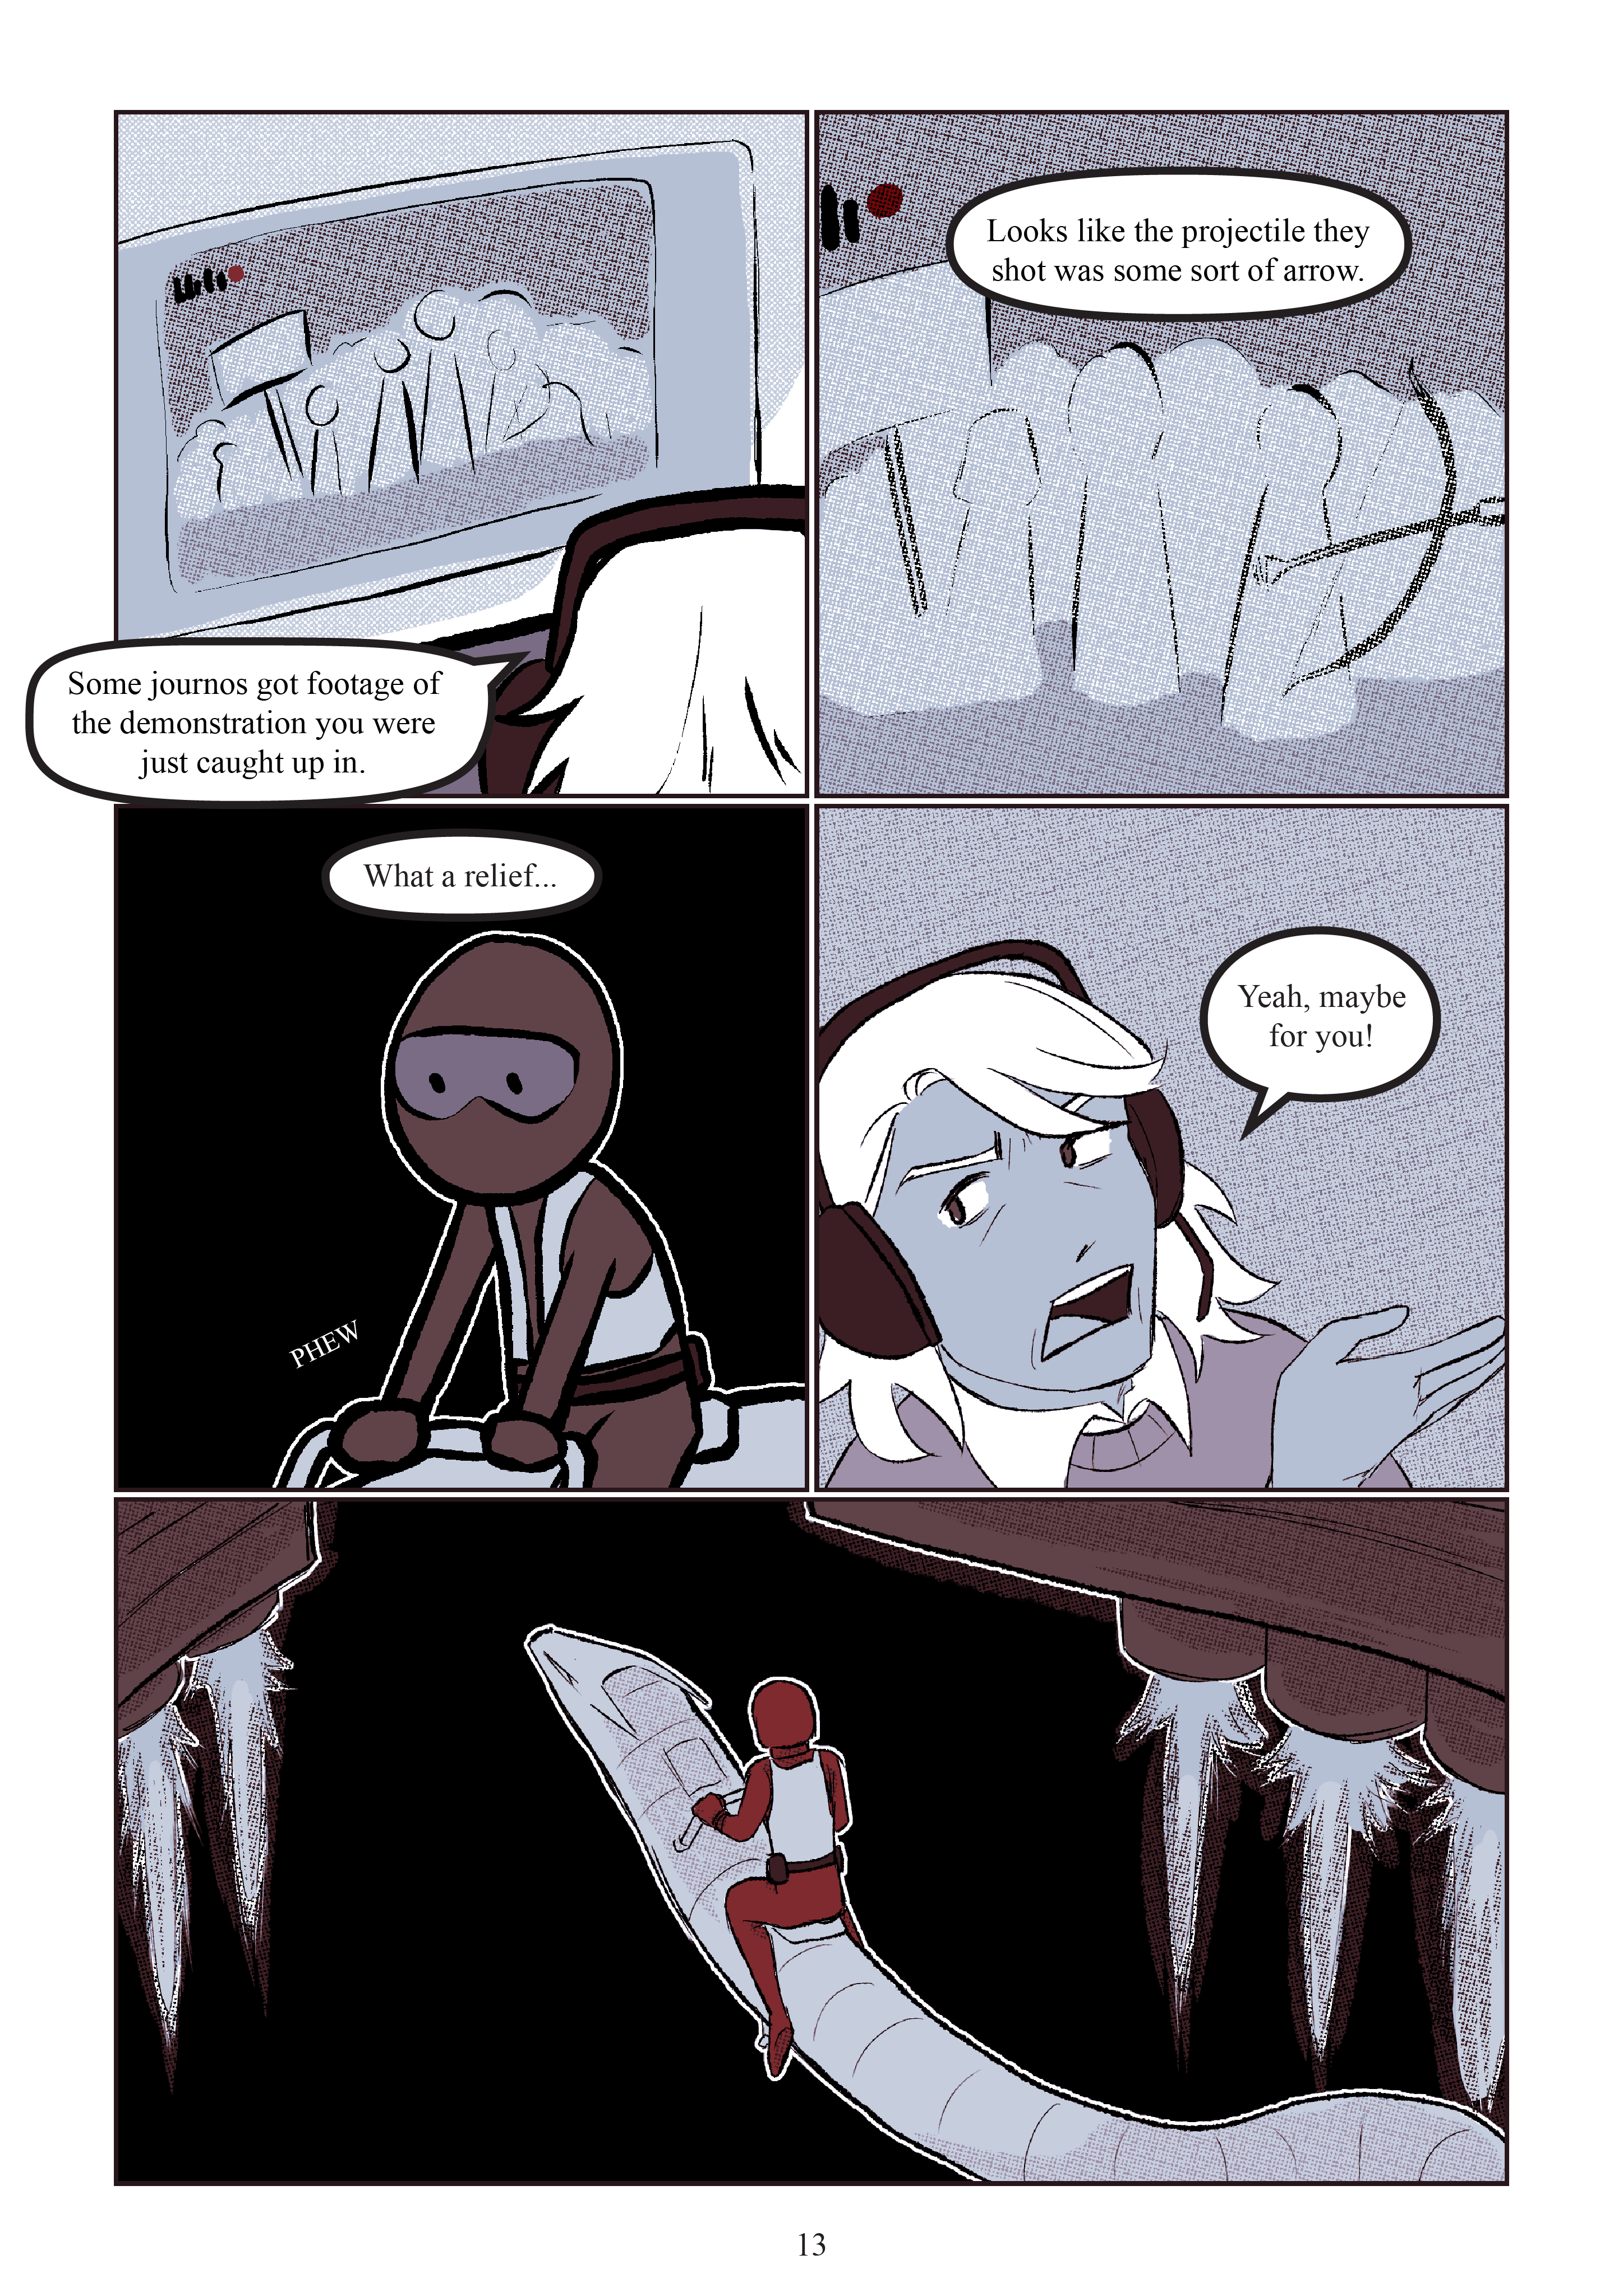 Some journos got footage of
the demonstration you were
just caught up in.
Looks like the projectile they
shot was some sort of arrow.
What a relief...
PHEW
Yeah, maybe
for you!
13